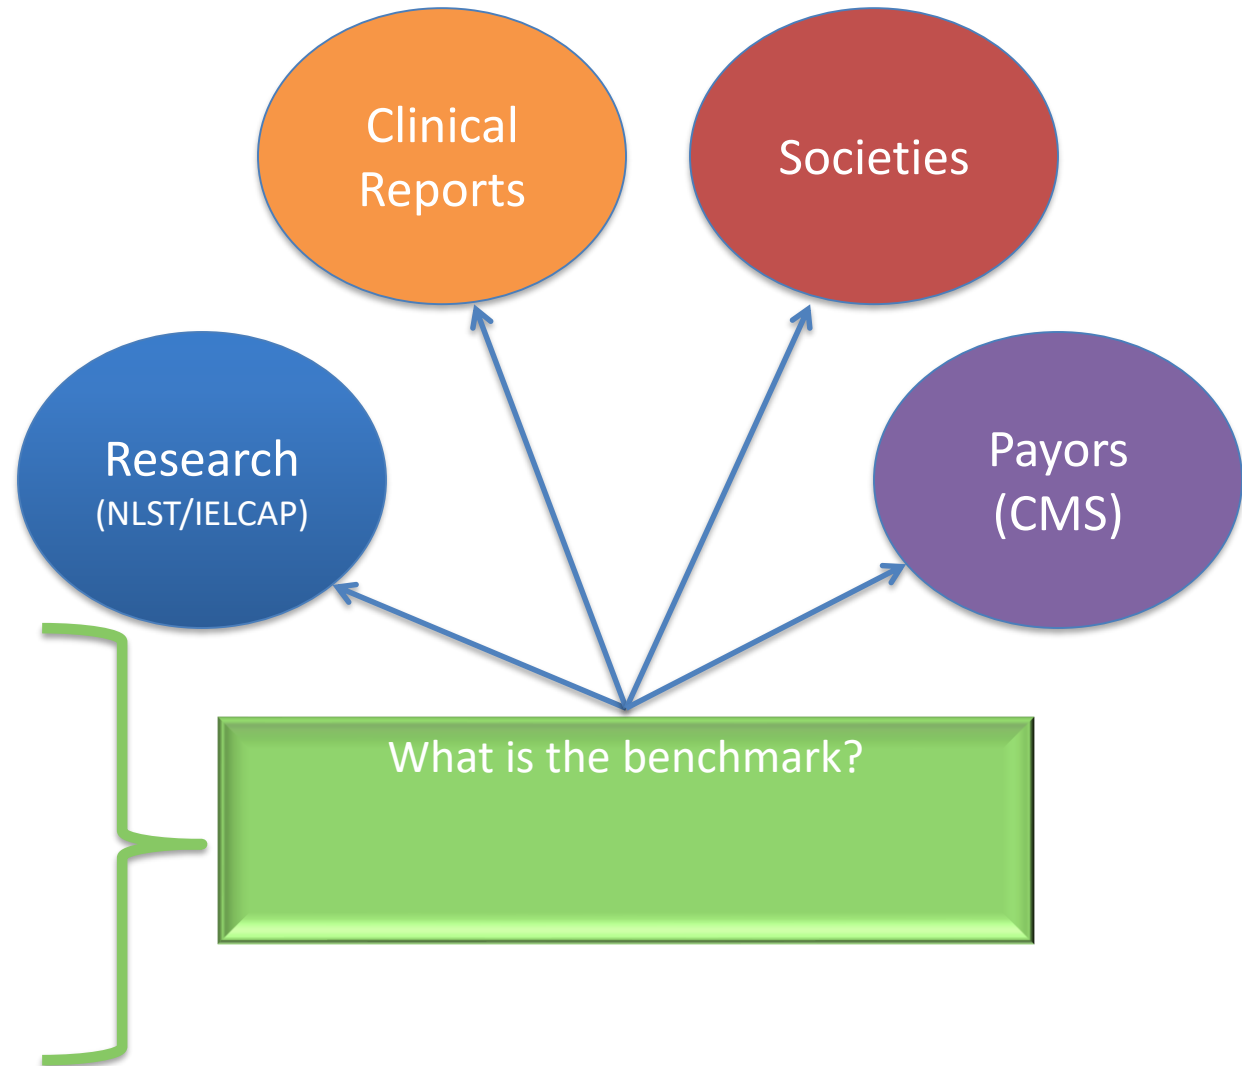 Clinical
Reports
Societies
Research
(NLST/IELCAP)
Payors
(CMS)
What is the benchmark?